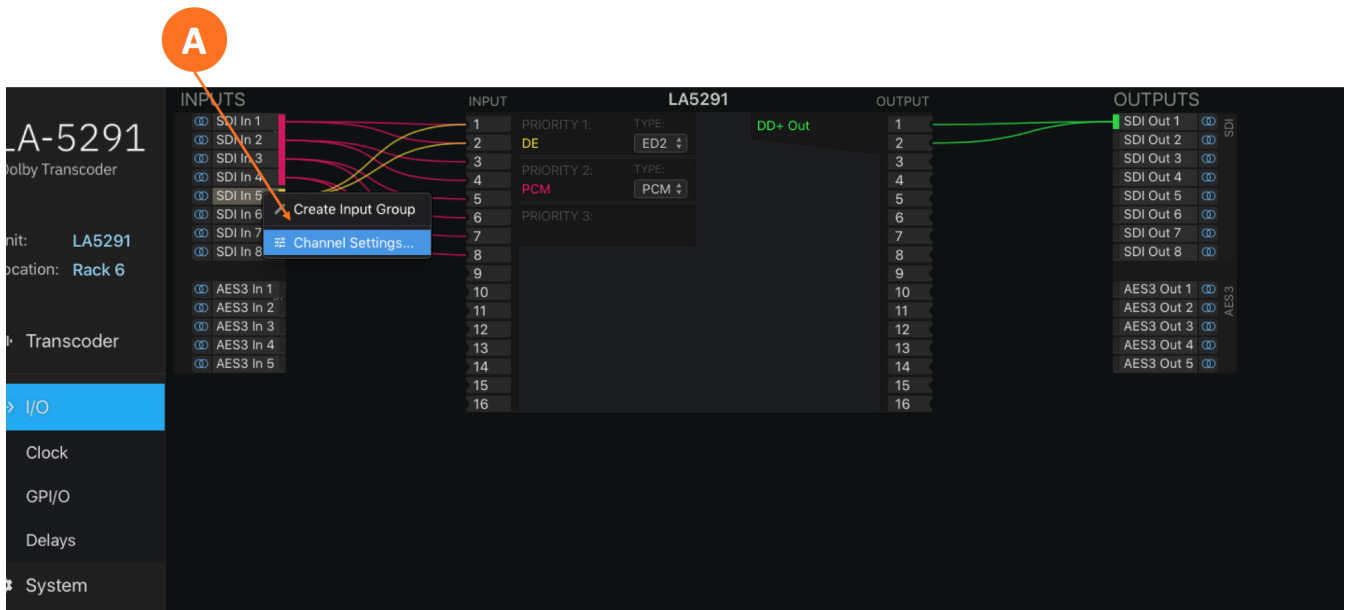 A
INPUTS
INPUT
LA5291
OUTPUT
OUTPUTS
LA-5291
Dolby Transcoder
Unit: LA5291
Location: Rack 6
Transcoder
I/O
Clock
GPI/O
Delays
System
SDI In 1
SDI In 2
SDI In 3
SDI In 4
SDI In 5
SDI In 6
SDI In 7
SDI In 8
AES3 In 1
AES3 In 2
AES3 In 3
AES3 In 4
AES3 In 5
Create Input Group
Channel Settings...
1
2
3
4
5
6
7
8
9
10
11
12
13
14
15
16
PRIORITY 1: TYPE:
DE ED2
PRIORITY 2: TYPE:
PCM PCM
PRIORITY 3:
DD+ Out
1
2
3
4
5
6
7
8
9
10
11
12
13
14
15
16
SDI Out 1
SDI Out 2
SDI Out 3
SDI Out 4
SDI Out 5
SDI Out 6
SDI Out 7
SDI Out 8
SDI
AES3 Out 1
AES3 Out 2
AES3 Out 3
AES3 Out 4
AES3 Out 5
AES3